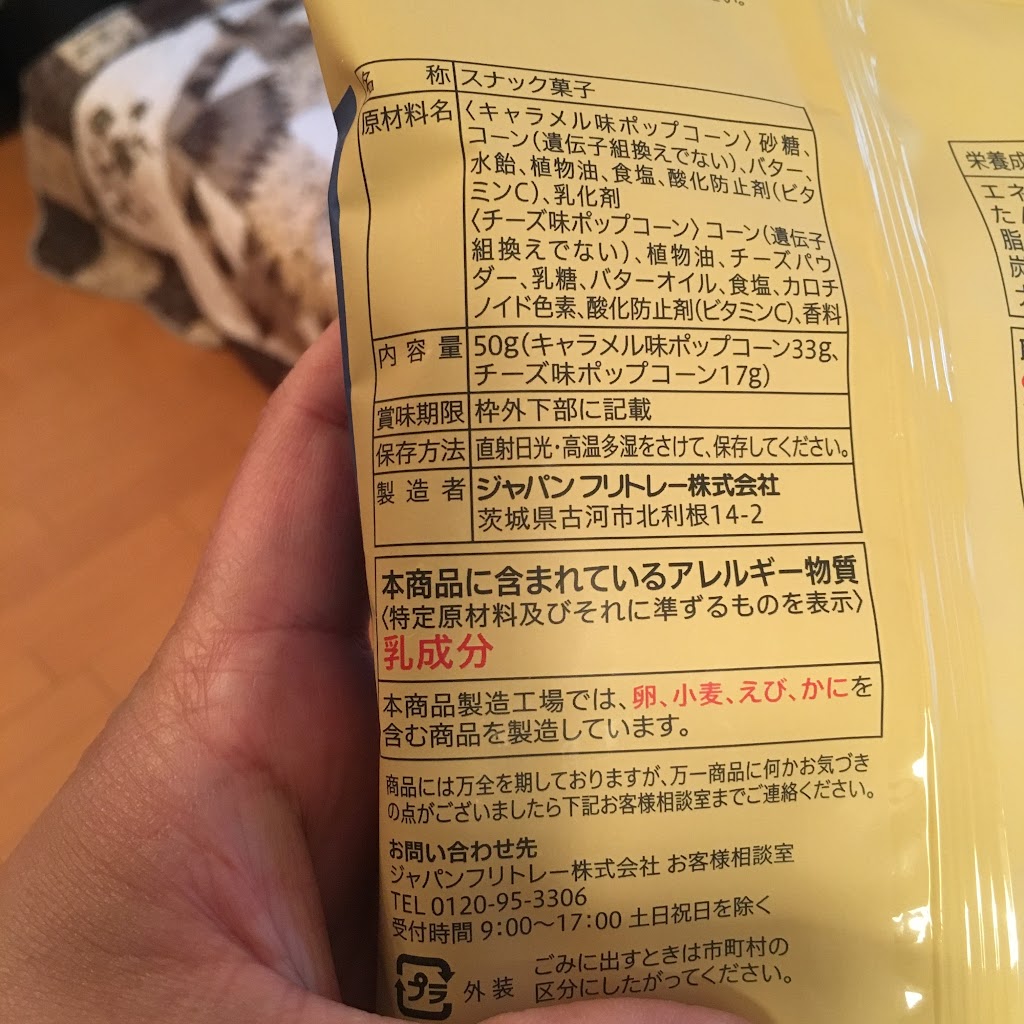 名 称 スナック菓子
原材料名 〈キャラメル味ポップコーン〉砂糖、
コーン(遺伝子組換えでない)、バター、
水飴、植物油、食塩、酸化防止剤(ビタ
ミンC)、乳化剤
〈チーズ味ポップコーン〉コーン(遺伝子
組換えでない)、植物油、チーズパウ
ダー、乳糖、バターオイル、食塩、カロチ
ノイド色素、酸化防止剤(ビタミンC)、香料
内容量 50g(キャラメル味ポップコーン33g、
チーズ味ポップコーン17g)
賞味期限 枠外下部に記載
保存方法 直射日光・高温多湿をさけて、保存してください。
製造者 ジャパンフリトレー株式会社
茨城県古河市北利根14-2
本商品に含まれているアレルギー物質
〈特定原材料及びそれに準ずるものを表示〉
乳成分
本商品製造工場では、卵、小麦、えび、かにを
含む商品を製造しています。
商品には万全を期しておりますが、万一商品に何かお気づき
の点がございましたら下記お客様相談室までご連絡ください。
お問い合わせ先
ジャパンフリトレー株式会社 お客様相談室
TEL 0120-95-3306
受付時間 9:00〜17:00 土日祝日を除く
プラ 外装
ごみに出すときは市町村の
区分にしたがってください。
栄養成
エネ
たん
脂
炭